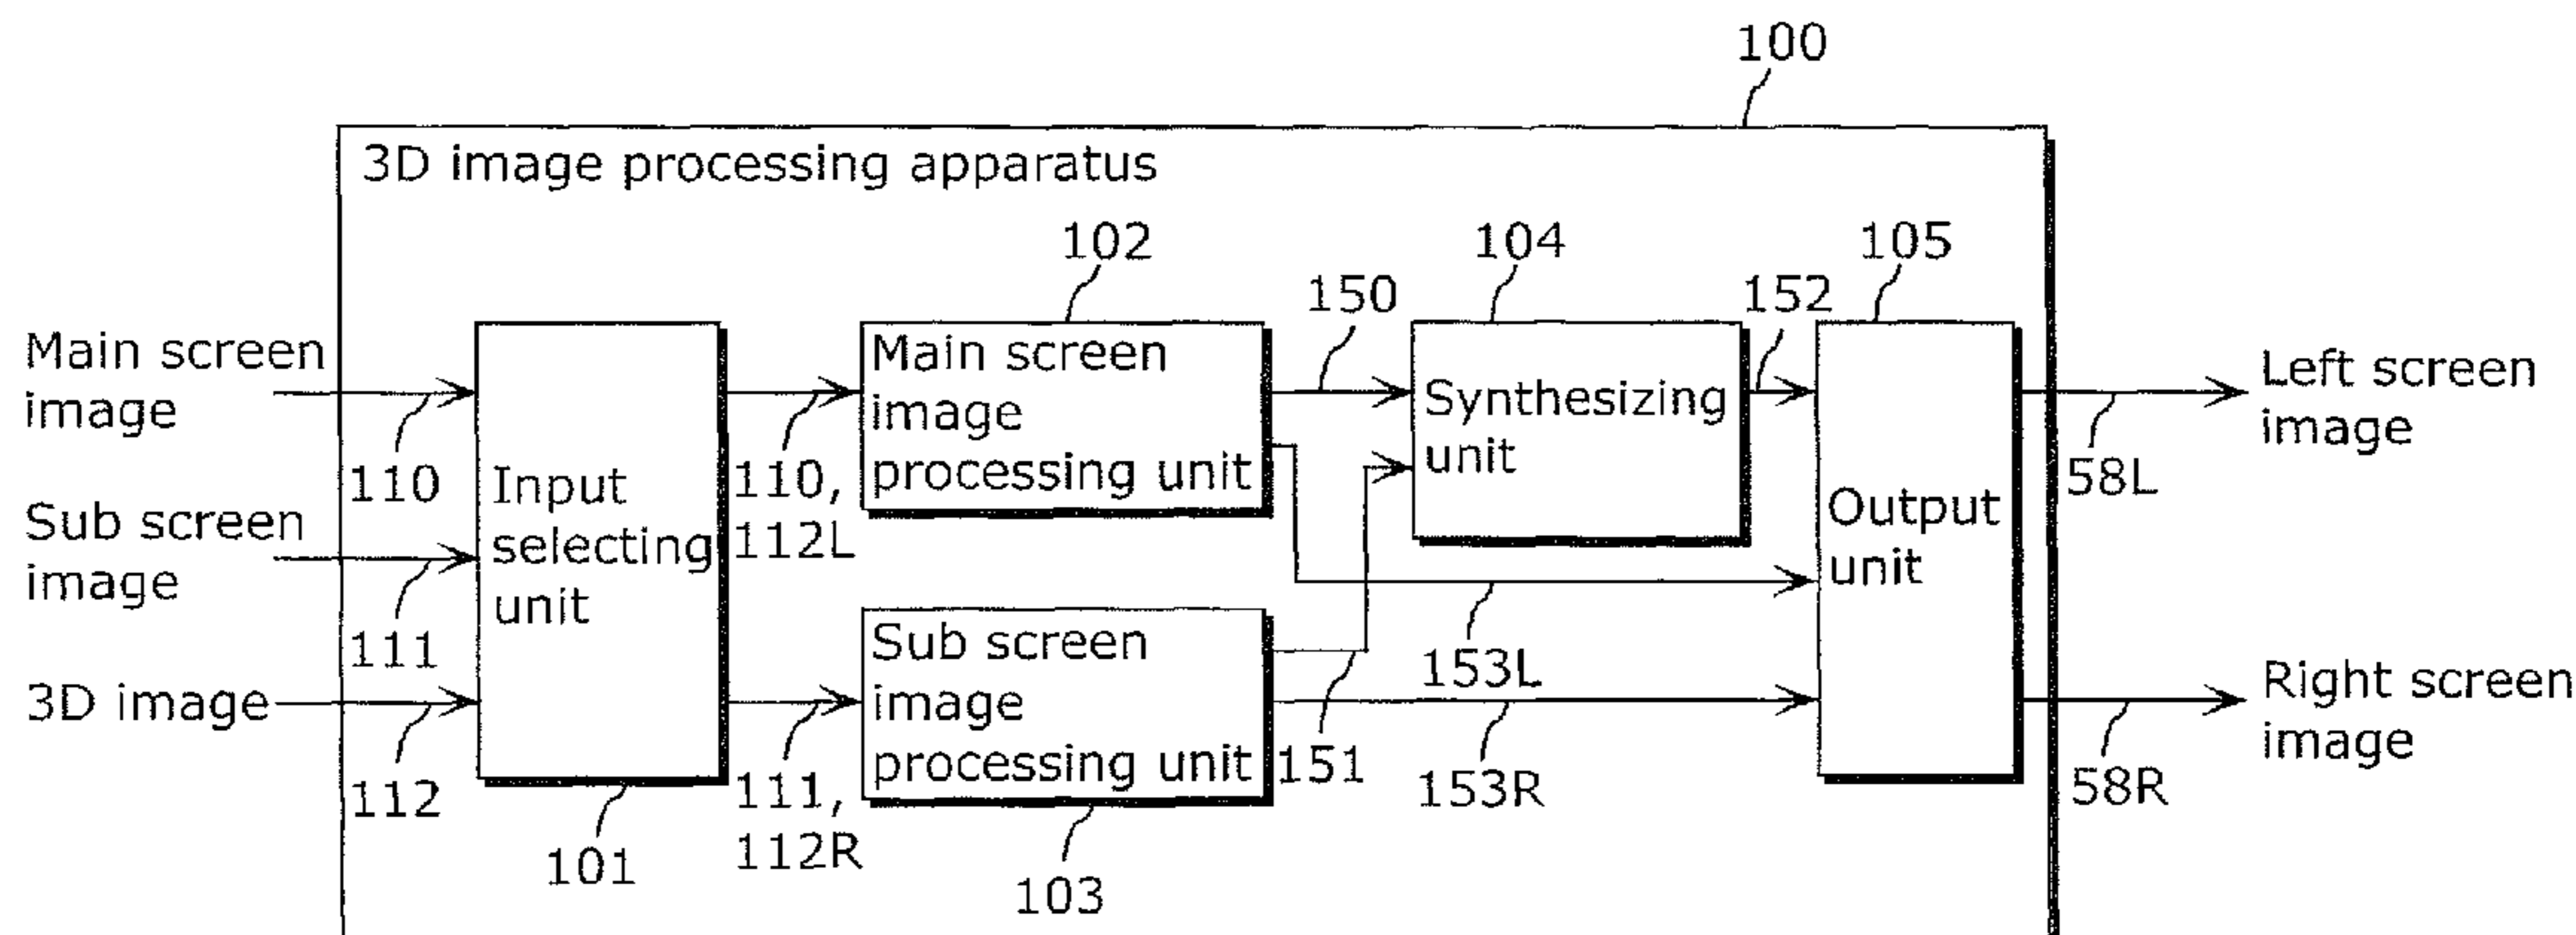 100
3D image processing apparatus
102
104
105
150
152
Main screen
image
110
Sub screen
image
111
3D image
112
Input
selecting
unit
101
110,
112L
111,
112R
Main screen
image
processing unit
Sub screen
image
processing unit
103
151
Synthesizing
unit
153L
153R
Output
unit
58L
Left screen
image
58R
Right screen
image